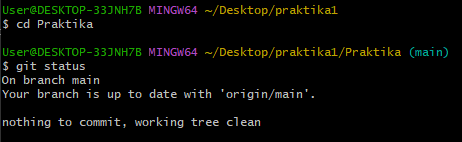 User@DESKTOP-33JNH7B MINGW64 ~/Desktop/praktika1
$ cd Praktika
User@DESKTOP-33JNH7B MINGW64 ~/Desktop/praktika1/Praktika (main)
$ git status
On branch main
Your branch is up to date with 'origin/main'.
nothing to commit, working tree clean